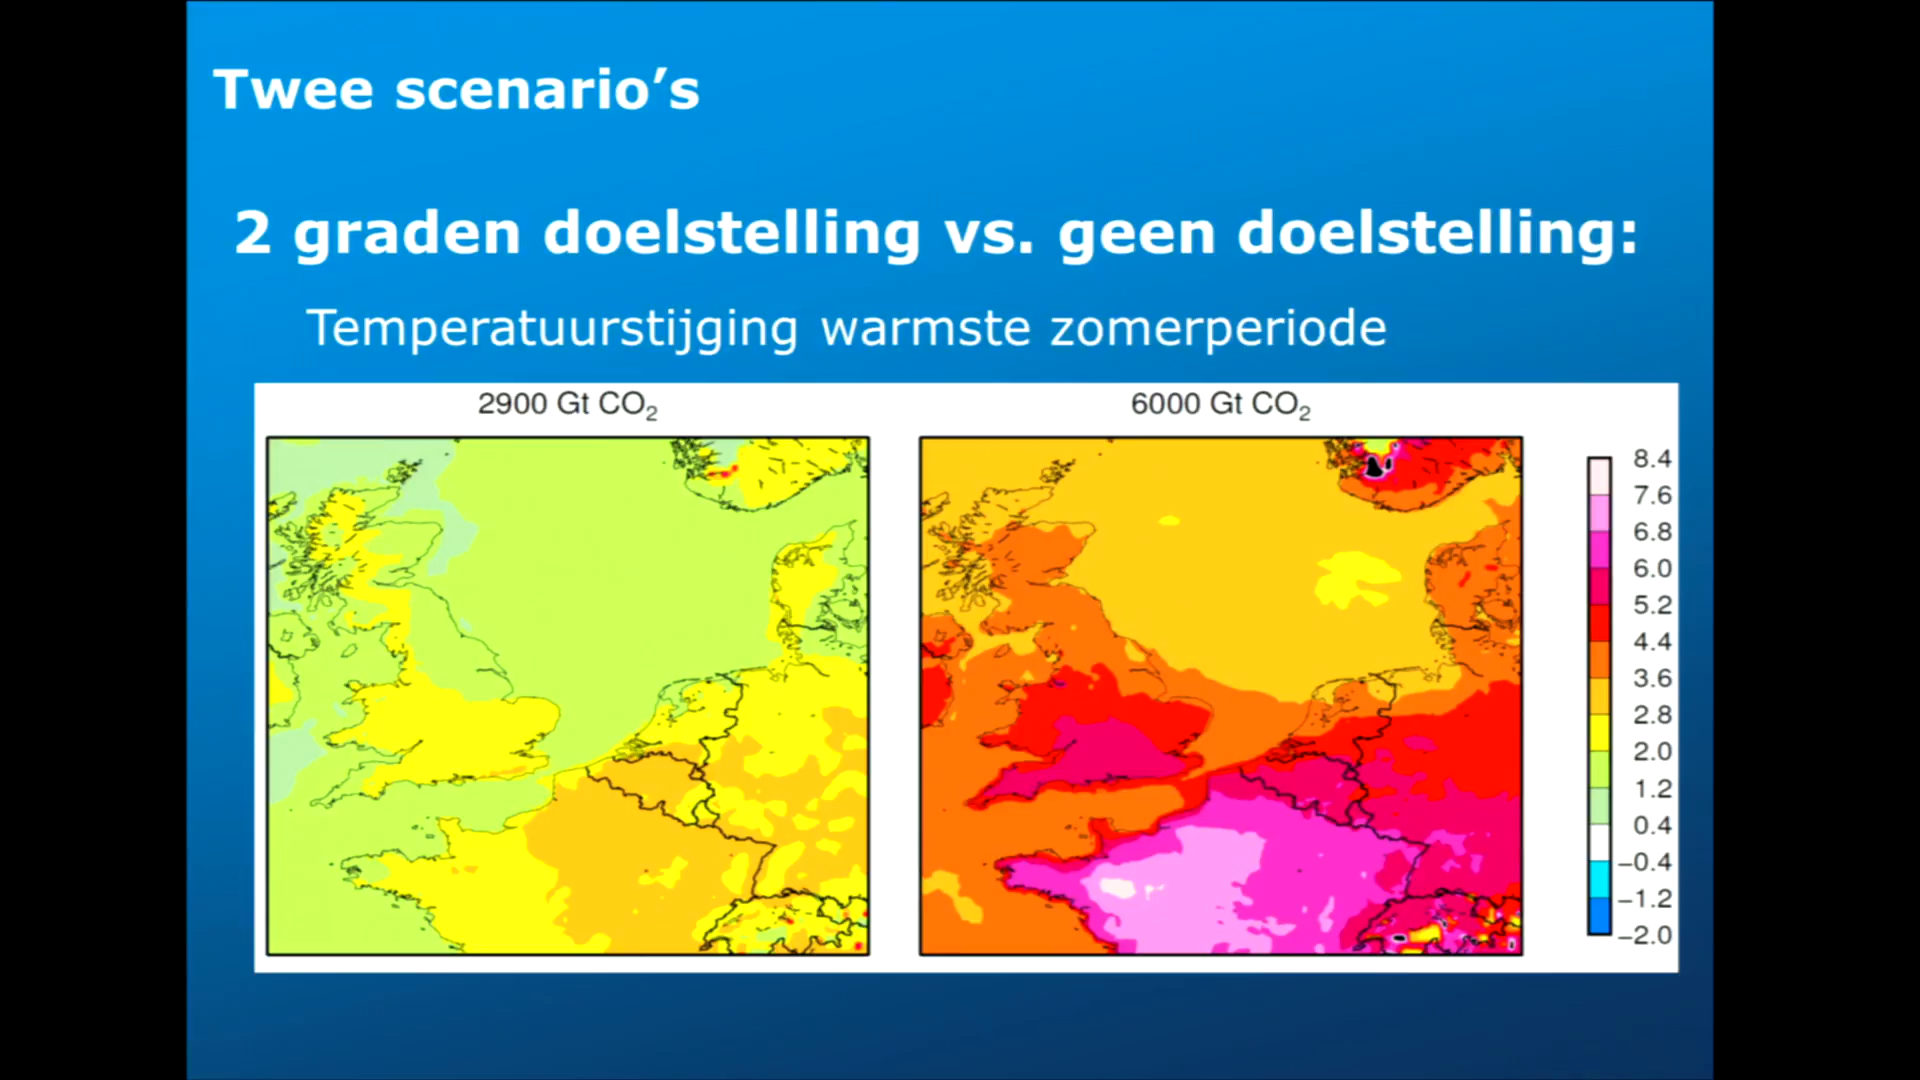 Twee scenario’s
2 graden doelstelling vs. geen doelstelling:
Temperatuurstijging warmste zomerperiode
2900 Gt CO₂
6000 Gt CO₂
8.4
7.6
6.8
6.0
5.2
4.4
3.6
2.8
2.0
1.2
0.4
−0.4
−1.2
−2.0